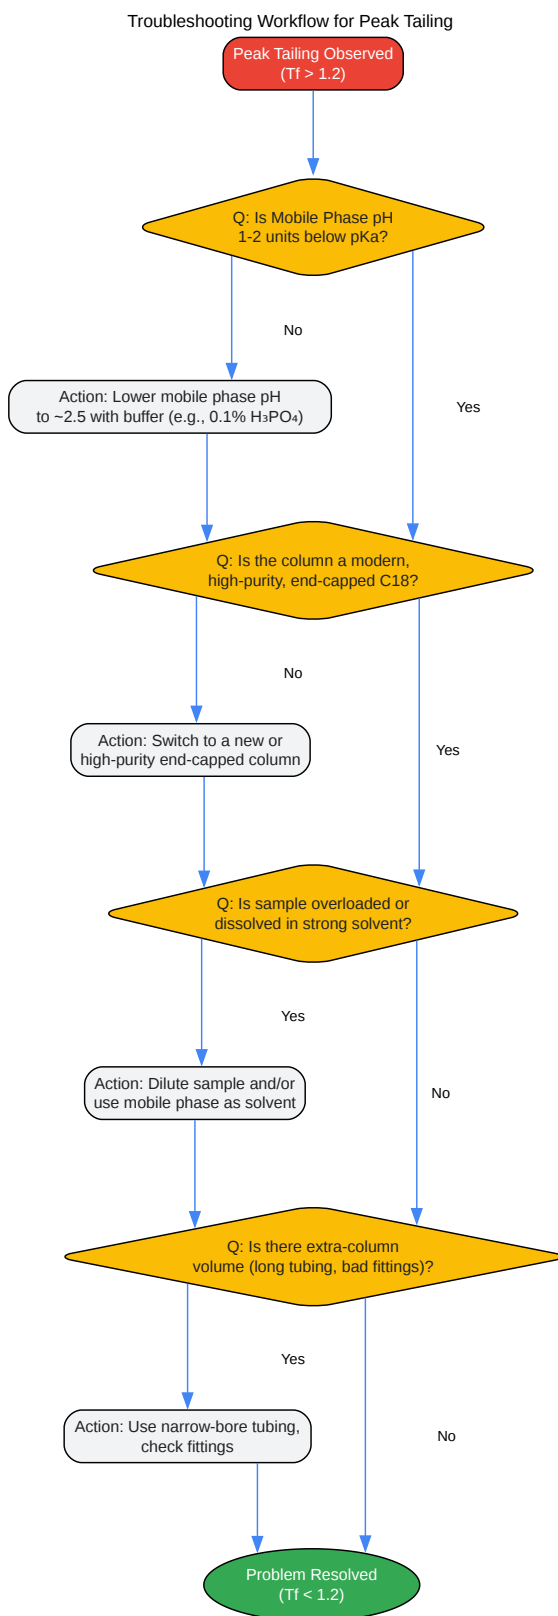 Troubleshooting Workflow for Peak Tailing
Peak Tailing Observed
(Tf > 1.2)
Q: Is Mobile Phase pH
1-2 units below pKa?
No
Action: Lower mobile phase pH
to ~2.5 with buffer (e.g., 0.1% H₃PO₄)
Yes
Q: Is the column a modern,
high-purity, end-capped C18?
No
Action: Switch to a new or
high-purity end-capped column
Yes
Q: Is sample overloaded or
dissolved in strong solvent?
Yes
Action: Dilute sample and/or
use mobile phase as solvent
No
Q: Is there extra-column
volume (long tubing, bad fittings)?
Yes
Action: Use narrow-bore tubing,
check fittings
No
Problem Resolved
(Tf < 1.2)